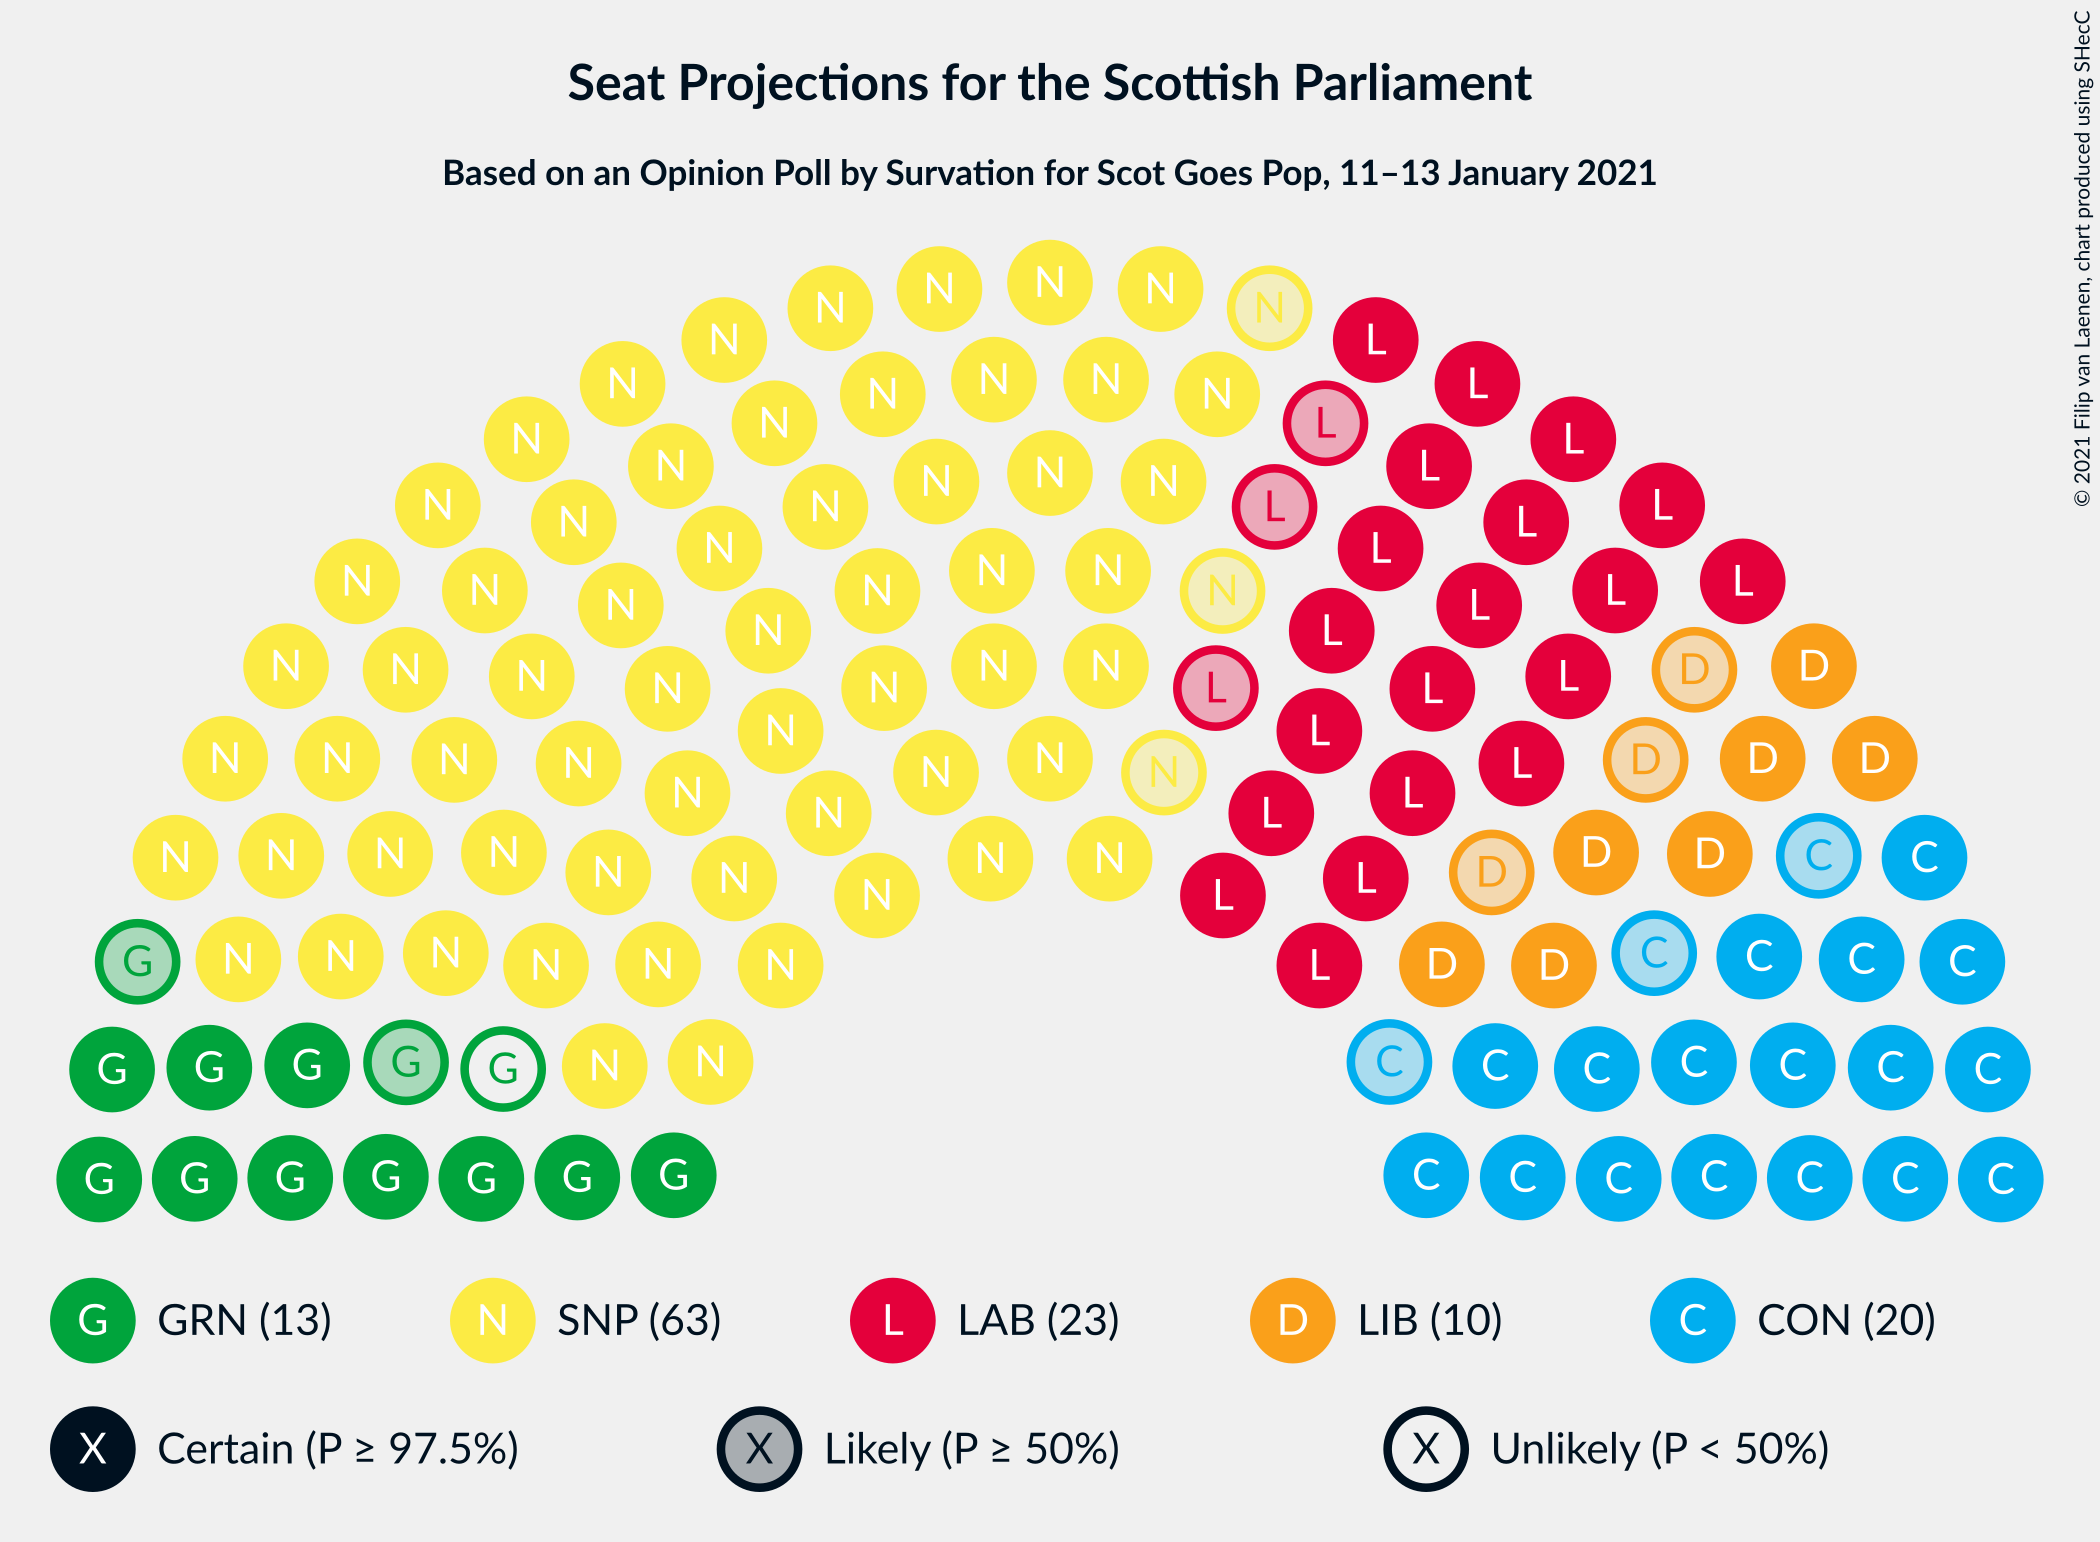 Seat Projections for the Scottish Parliament
Based on an Opinion Poll by Survation for Scot Goes Pop, 11–13 January 2021
© 2021 Filip van Laenen, chart produced using SHecC
N N N N N N L
N N L
N N N N N L
N N N L
N N N N L L
N N N L L
N N N N N L
N N N L
N N N N N L L
N N N N L L
N N N N N L L D D
N N N L L
N N N N N N L D D D
N N N L L
N N N N N N N N L L D D D C C
N N L
G N N N N N N L D D C C C C
G G G G G N N C C C C C C C
G G G G G G G C C C C C C C
G GRN (13) N SNP (63) L LAB (23) D LIB (10) C CON (20)
X Certain (P ≥ 97.5%) X Likely (P ≥ 50%) X Unlikely (P < 50%)